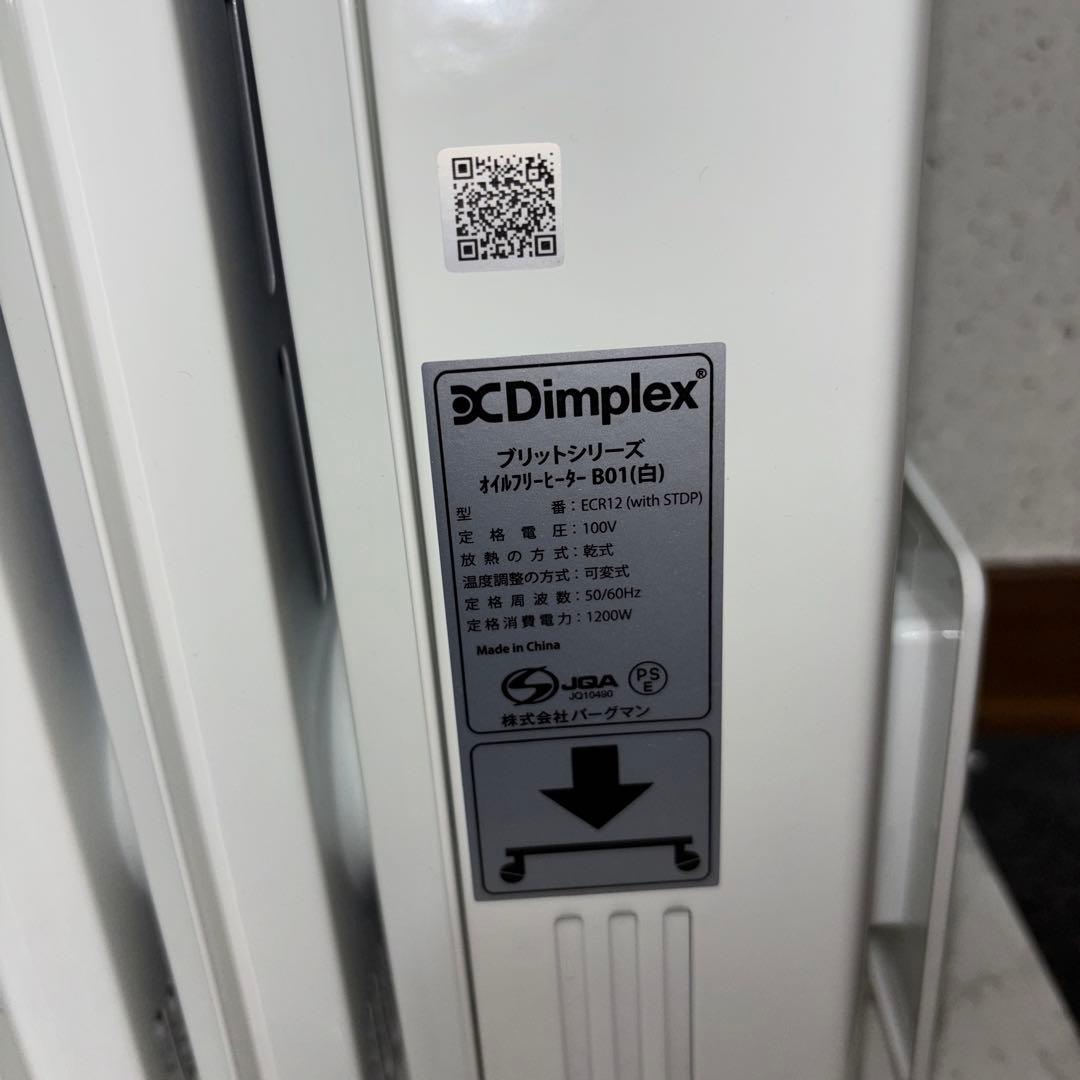 Dimplex®
ブリットシリーズ
オイルフリーヒーター B01(白)
型番：ECR12 (with STDP)
定格電圧：100V
放熱の方式：乾式
温度調整の方式：可変式
定格周波数：50/60Hz
定格消費電力：1200W
Made in China
JQA
JQ10490
PS
E
株式会社バーグマン